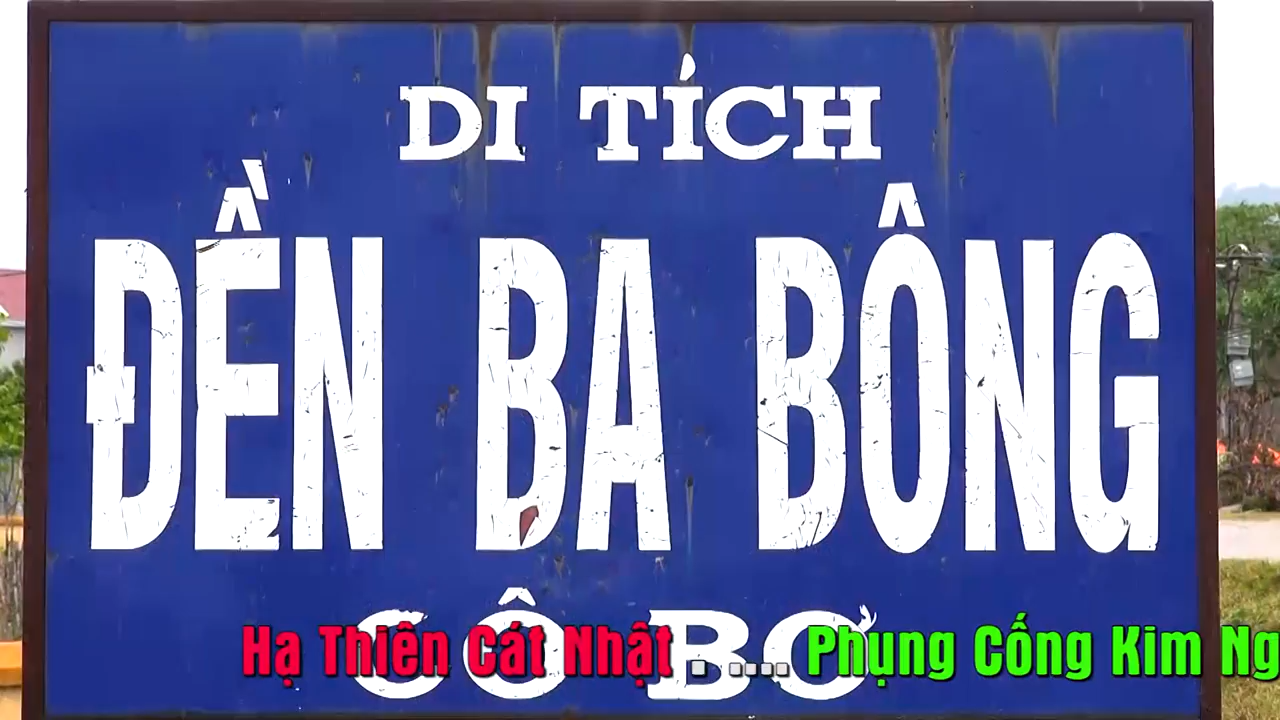 DI TÍCH
ĐỀN BA BÔNG
CÔ BƠ
Hạ Thiên Cát Nhật . .... Phụng Cống Kim Ng